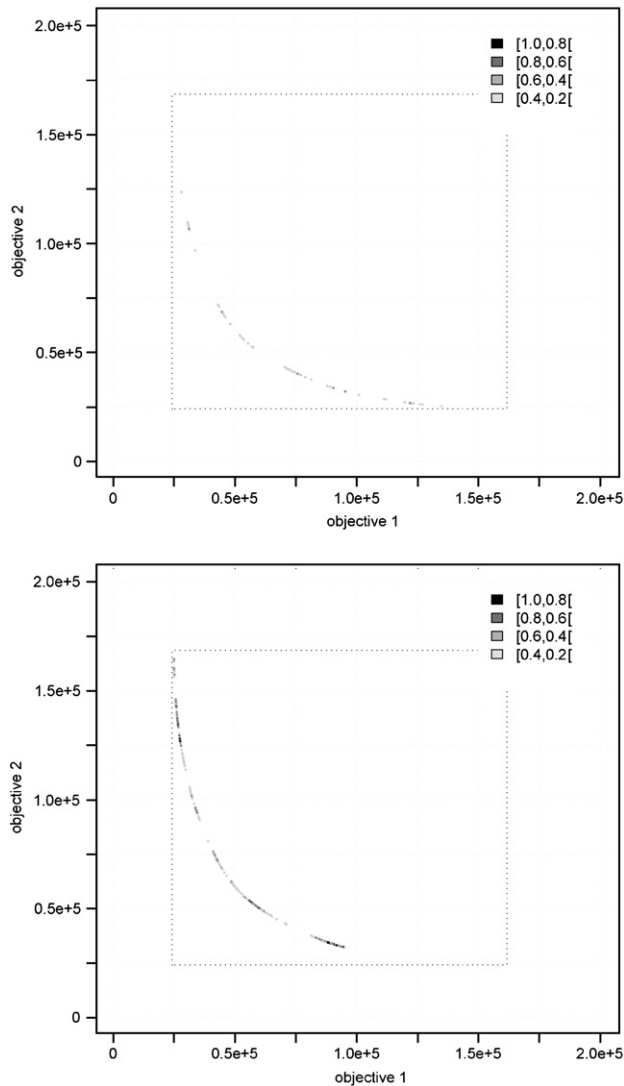 2.0e+5
1.5e+5
1.0e+5
0.5e+5
0
objective 2
[1.0,0.8[
[0.8,0.6[
[0.6,0.4[
[0.4,0.2[
0 0.5e+5 1.0e+5 1.5e+5 2.0e+5
objective 1
2.0e+5
1.5e+5
1.0e+5
0.5e+5
0
objective 2
[1.0,0.8[
[0.8,0.6[
[0.6,0.4[
[0.4,0.2[
0 0.5e+5 1.0e+5 1.5e+5 2.0e+5
objective 1